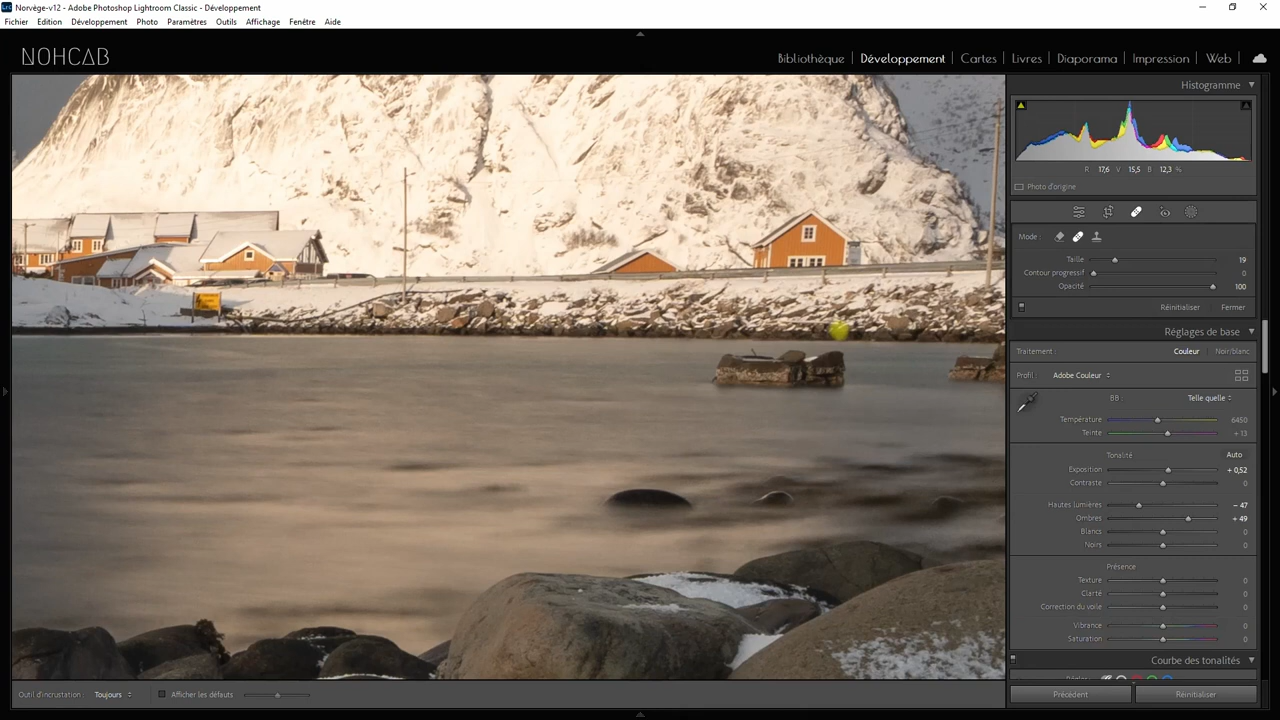 Norvège-v12 - Adobe Photoshop Lightroom Classic - Développement
Fichier Edition Développement Photo Paramètres Outils Affichage Fenêtre Aide
NOHCAB
Bibliothèque Développement Cartes Livres Diaporama Impression Web
Histogramme
R 17,6 V 15,5 B 12,3 %
Photo d'origine
Mode :
Taille 19
Contour progressif 0
Opacité 100
Réinitialiser Fermer
Réglages de base
Traitement : Couleur Noir/blanc
Profil : Adobe Couleur
BB : Telle quelle
Température 6450
Teinte + 13
Tonalité Auto
Exposition + 0,52
Contraste 0
Hautes lumières − 47
Ombres + 49
Blancs 0
Noirs 0
Présence
Texture 0
Clarté 0
Correction du voile 0
Vibrance 0
Saturation 0
Courbe des tonalités
Outil d'incrustation : Toujours Afficher les défauts
Précédent Réinitialiser